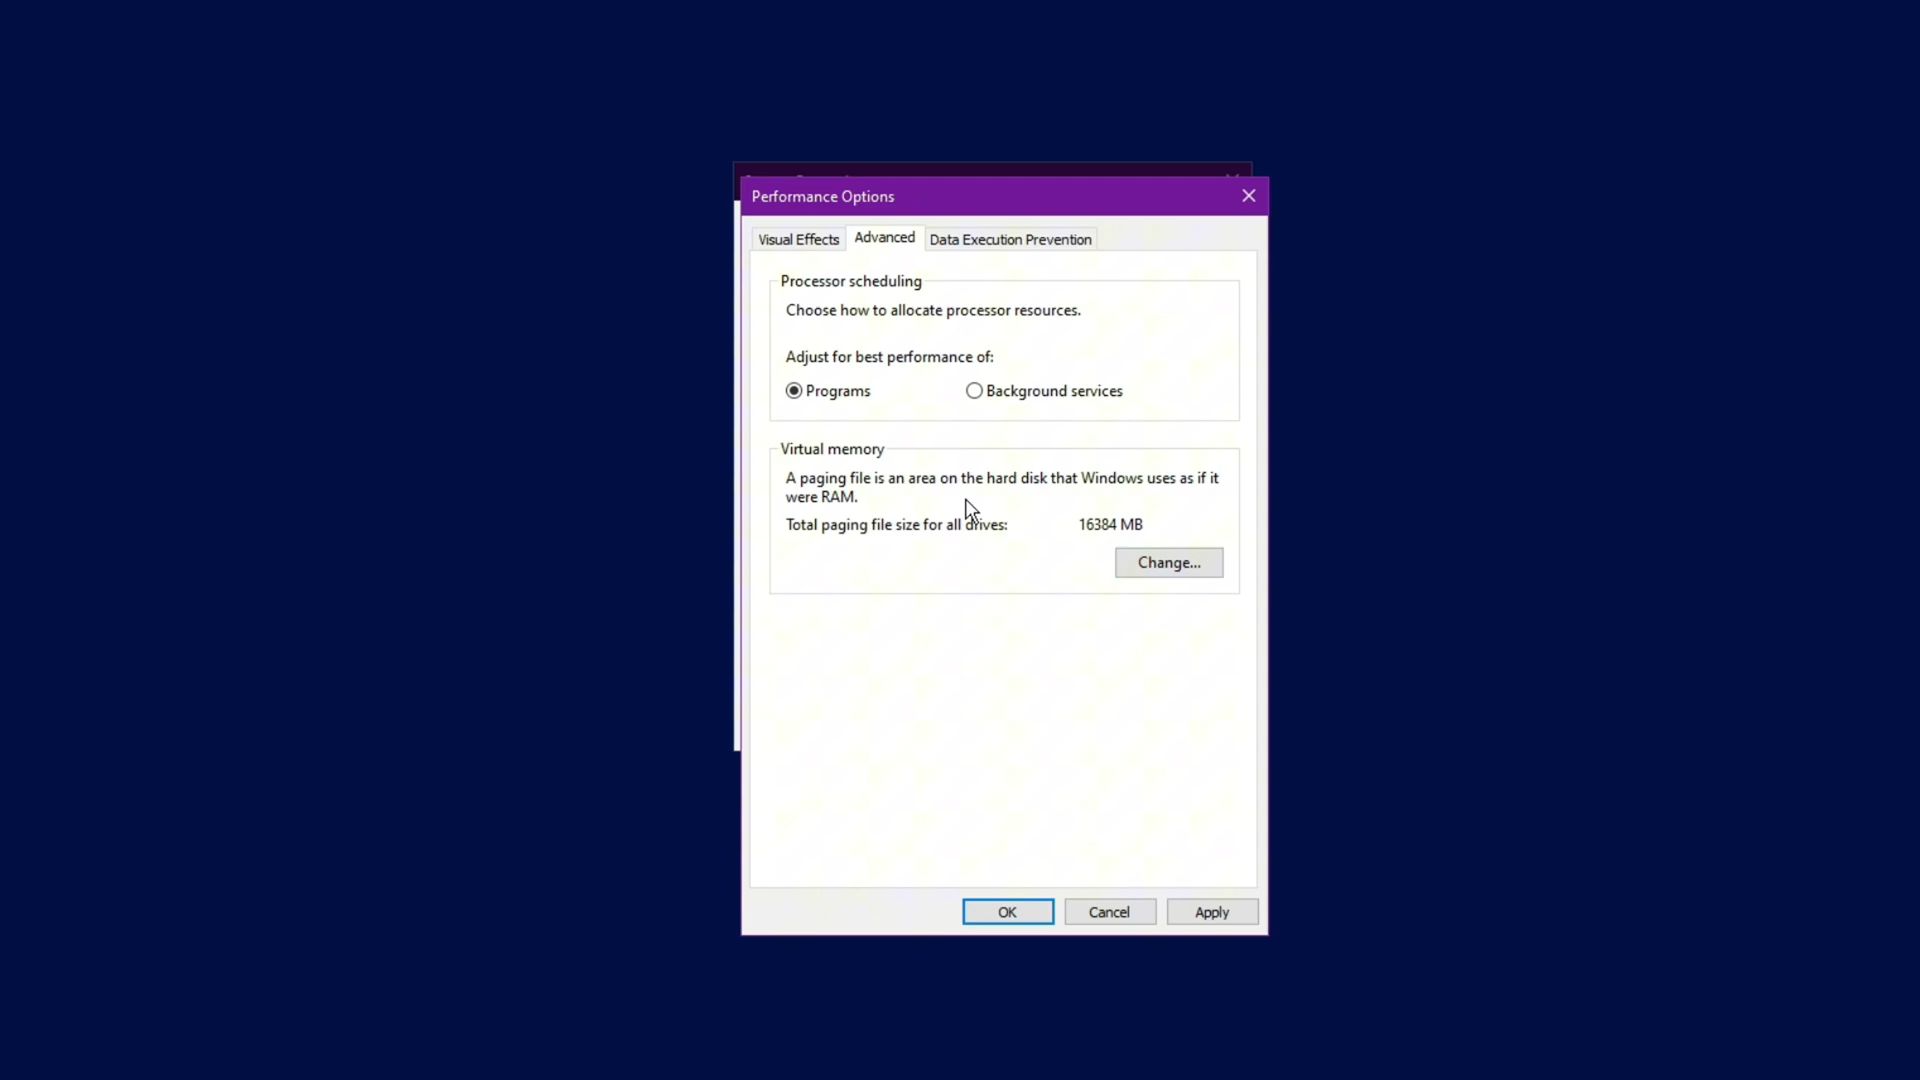 Performance Options
Visual Effects
Advanced
Data Execution Prevention
Processor scheduling
Choose how to allocate processor resources.
Adjust for best performance of:
Programs
Background services
Virtual memory
A paging file is an area on the hard disk that Windows uses as if it
were RAM.
Total paging file size for all drives:
16384 MB
Change...
OK
Cancel
Apply